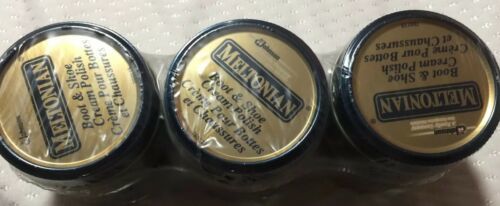 MELTONIAN
Boot & Shoe
Cream Polish
Crème Pour Bottes
et Chaussures
MELTONIAN
Boot & Shoe
Cream Polish
Crème Pour Bottes
et Chaussures
MELTONIAN
Boot & Shoe
Cream Polish
Crème Pour Bottes
et Chaussures